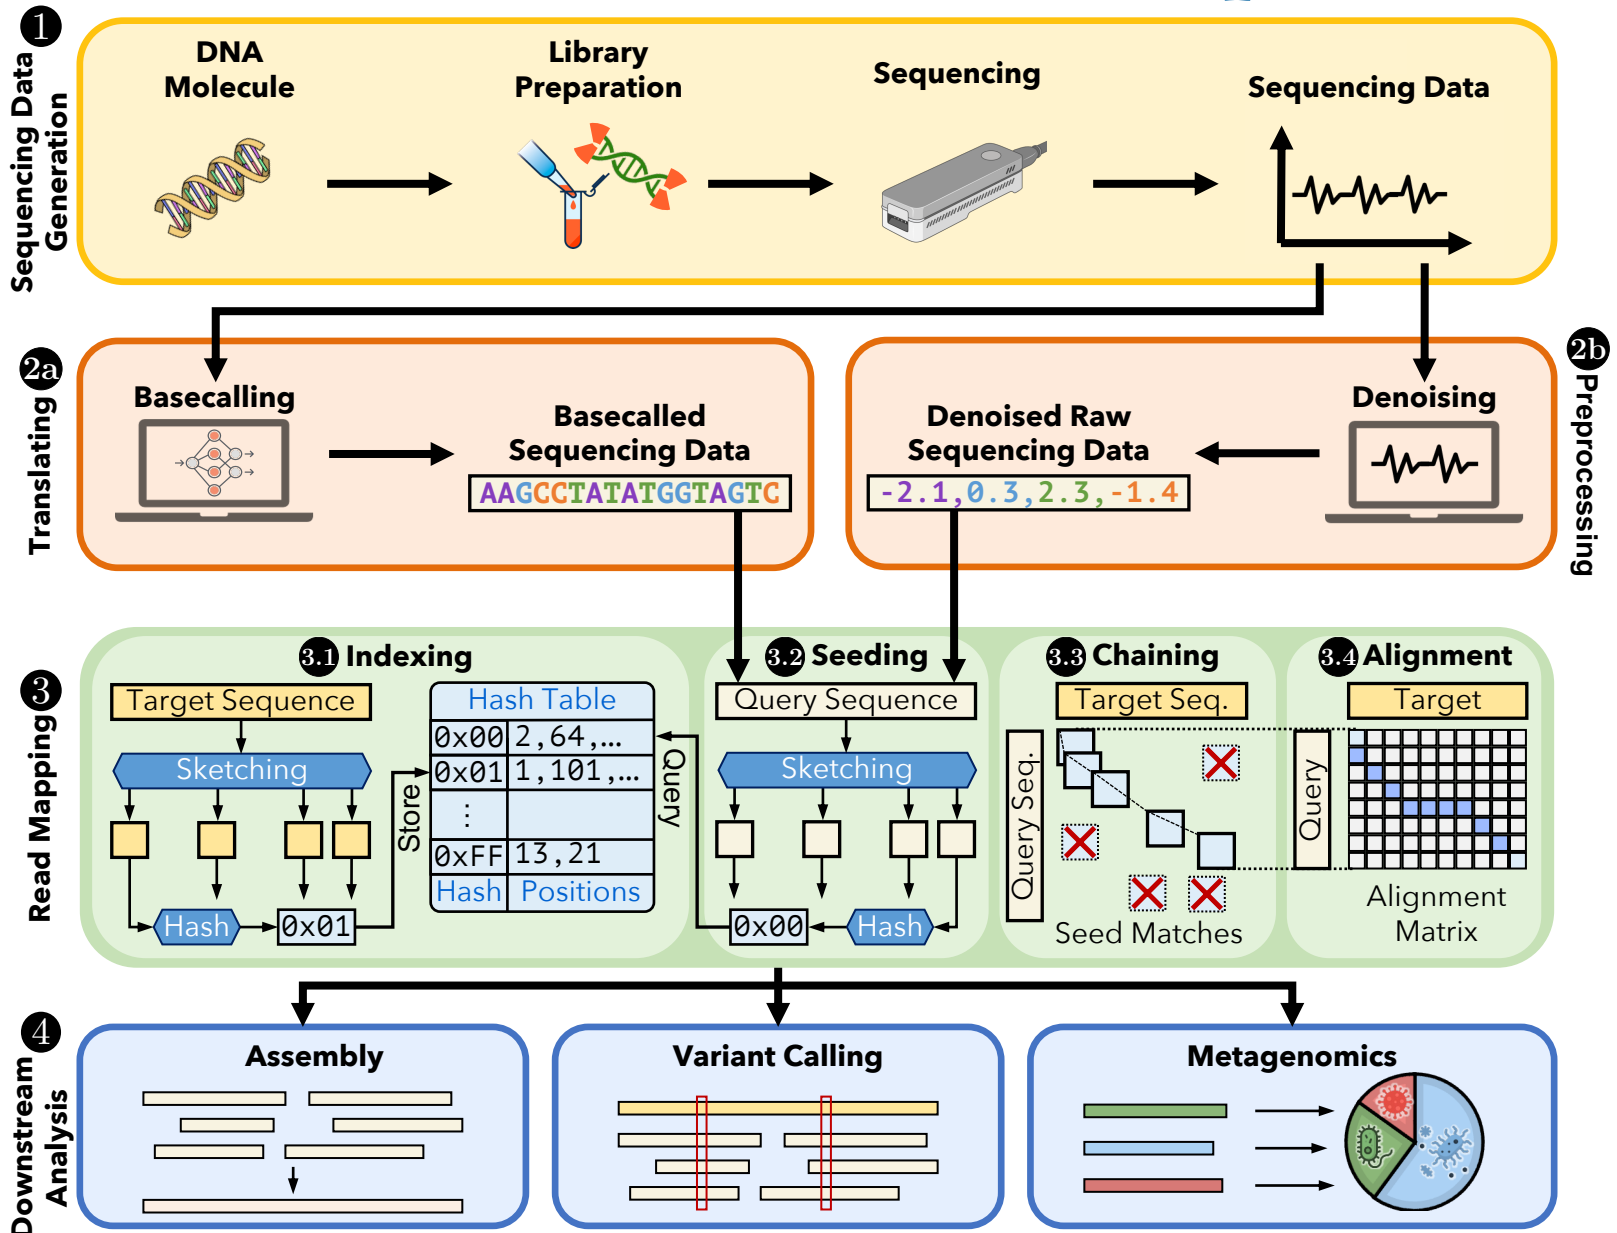 1
Sequencing Data
Generation
DNA
Molecule
Library
Preparation
Sequencing
Sequencing Data
2a
Translating
Basecalling
Basecalled
Sequencing Data
AAGCCTATATGGTAGTC
2b
Preprocessing
Denoised Raw
Sequencing Data
-2.1,0.3,2.3,-1.4
Denoising
3
Read Mapping
3.1 Indexing
Target Sequence
Sketching
Hash
0x01
Store
Hash Table
0x00 2,64,...
0x01 1,101,...
⋮
0xFF 13,21
Hash Positions
Query
3.2 Seeding
Query Sequence
Sketching
0x00
Hash
3.3 Chaining
Target Seq.
Query Seq.
Seed Matches
3.4 Alignment
Target
Query
Alignment
Matrix
4
Downstream
Analysis
Assembly
Variant Calling
Metagenomics